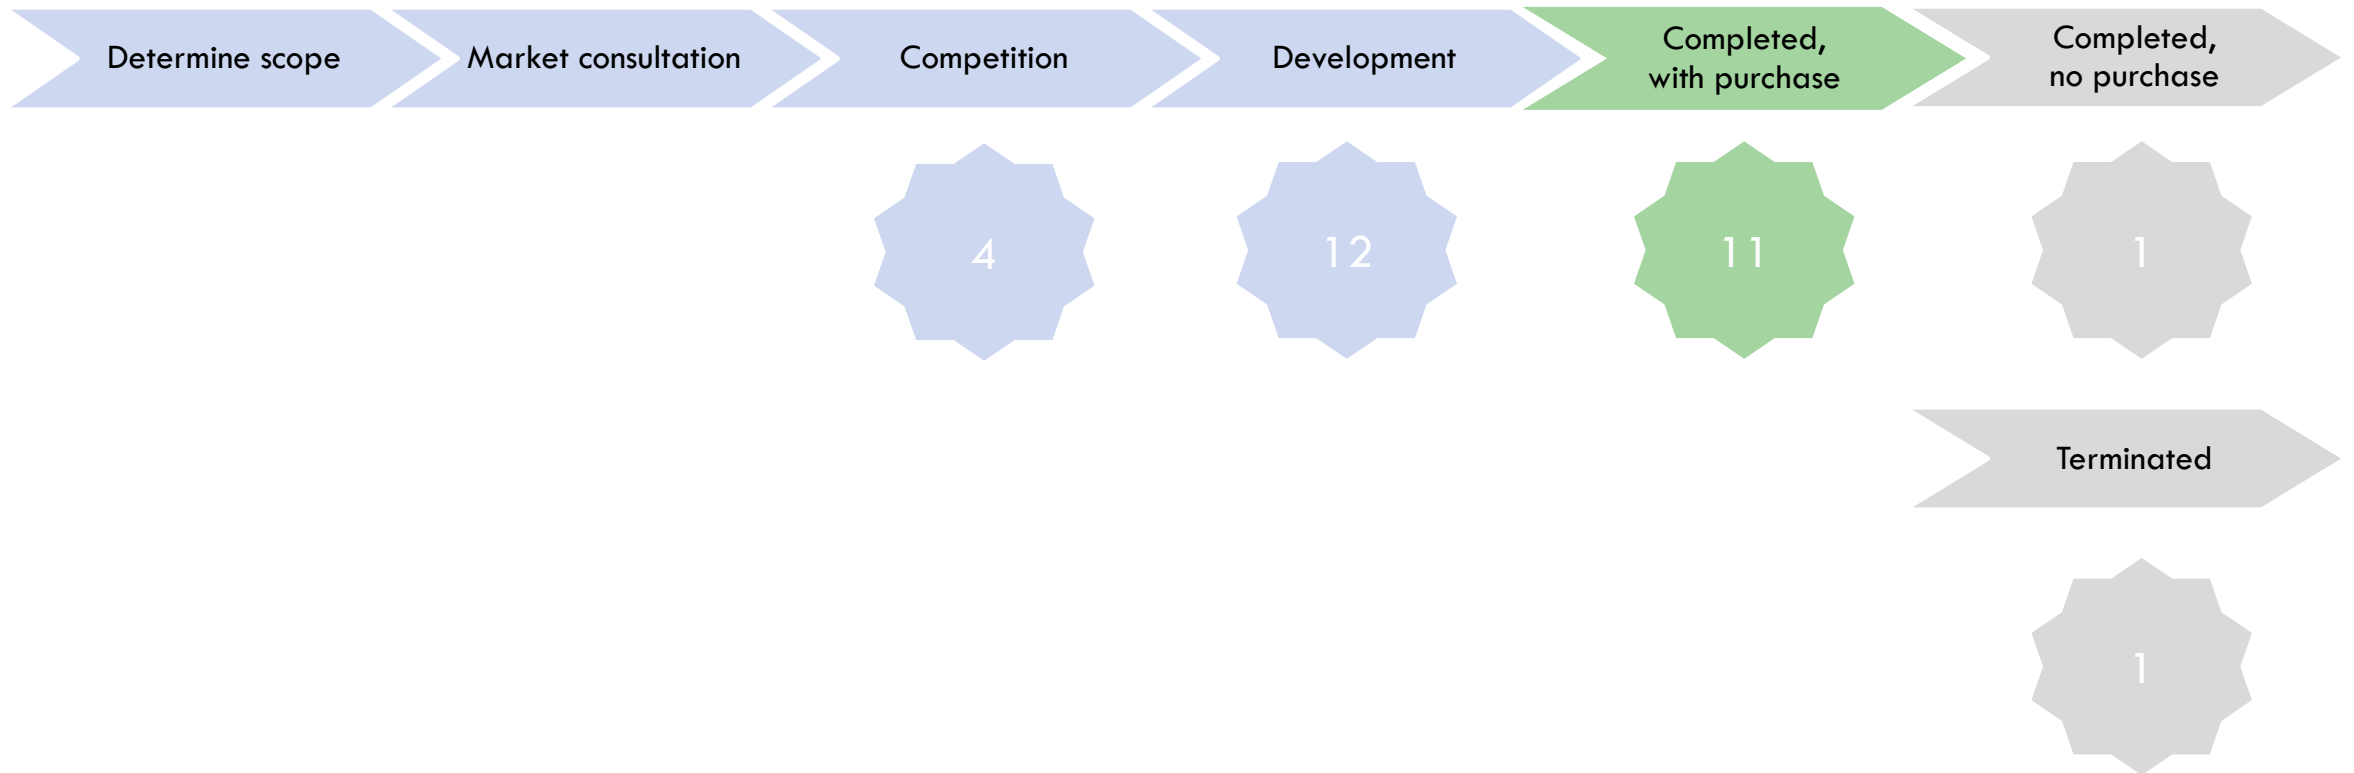 Determine scope
Market consultation
Competition
Development
Completed,
with purchase
Completed,
no purchase
4
12
11
1
Terminated
1